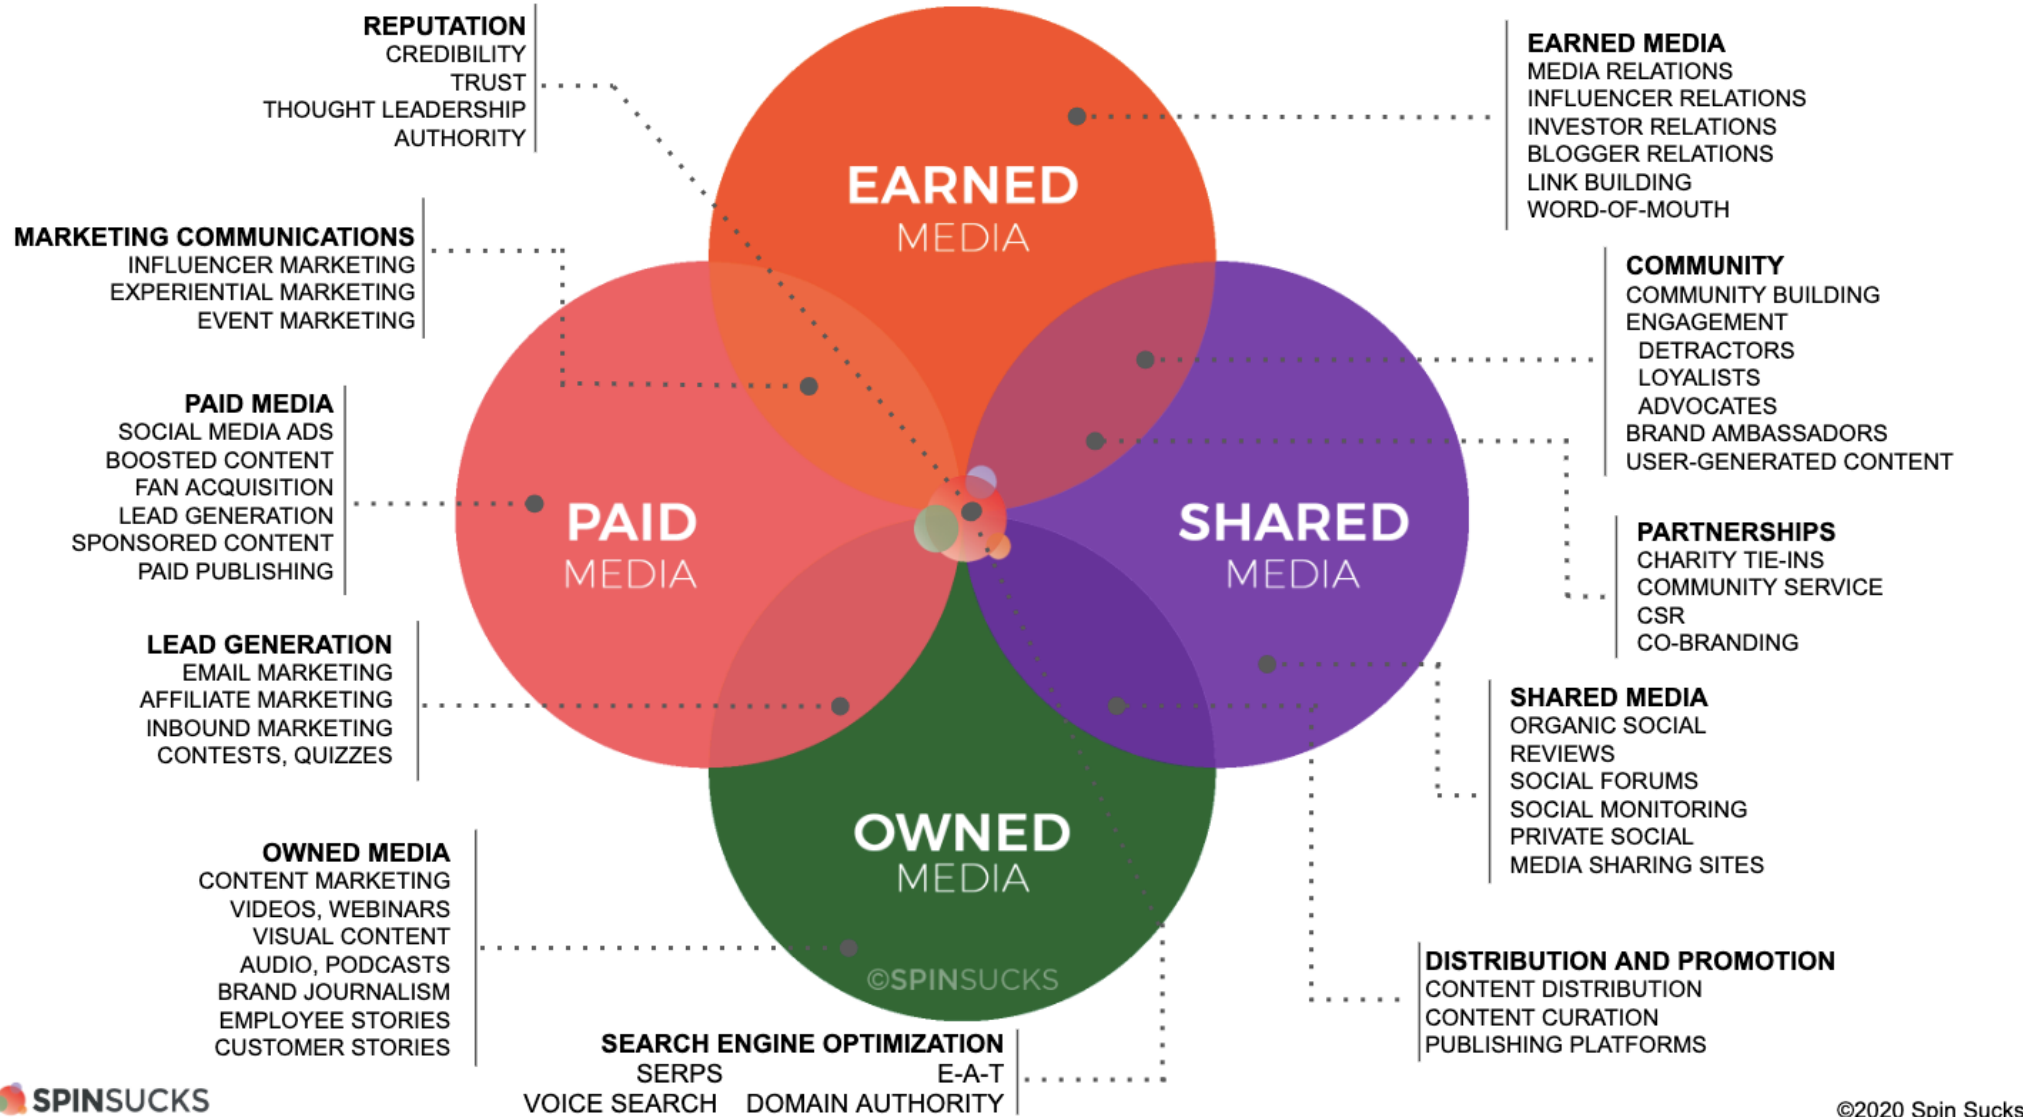 REPUTATION
CREDIBILITY
TRUST
THOUGHT LEADERSHIP
AUTHORITY
MARKETING COMMUNICATIONS
INFLUENCER MARKETING
EXPERIENTIAL MARKETING
EVENT MARKETING
PAID MEDIA
SOCIAL MEDIA ADS
BOOSTED CONTENT
FAN ACQUISITION
LEAD GENERATION
SPONSORED CONTENT
PAID PUBLISHING
LEAD GENERATION
EMAIL MARKETING
AFFILIATE MARKETING
INBOUND MARKETING
CONTESTS, QUIZZES
OWNED MEDIA
CONTENT MARKETING
VIDEOS, WEBINARS
VISUAL CONTENT
AUDIO, PODCASTS
BRAND JOURNALISM
EMPLOYEE STORIES
CUSTOMER STORIES
EARNED
MEDIA
PAID
MEDIA
SHARED
MEDIA
OWNED
MEDIA
©SPINSUCKS
EARNED MEDIA
MEDIA RELATIONS
INFLUENCER RELATIONS
INVESTOR RELATIONS
BLOGGER RELATIONS
LINK BUILDING
WORD-OF-MOUTH
COMMUNITY
COMMUNITY BUILDING
ENGAGEMENT
DETRACTORS
LOYALISTS
ADVOCATES
BRAND AMBASSADORS
USER-GENERATED CONTENT
PARTNERSHIPS
CHARITY TIE-INS
COMMUNITY SERVICE
CSR
CO-BRANDING
SHARED MEDIA
ORGANIC SOCIAL
REVIEWS
SOCIAL FORUMS
SOCIAL MONITORING
PRIVATE SOCIAL
MEDIA SHARING SITES
DISTRIBUTION AND PROMOTION
CONTENT DISTRIBUTION
CONTENT CURATION
PUBLISHING PLATFORMS
SEARCH ENGINE OPTIMIZATION
SERPS E-A-T
VOICE SEARCH DOMAIN AUTHORITY
SPINSUCKS
©2020 Spin Sucks